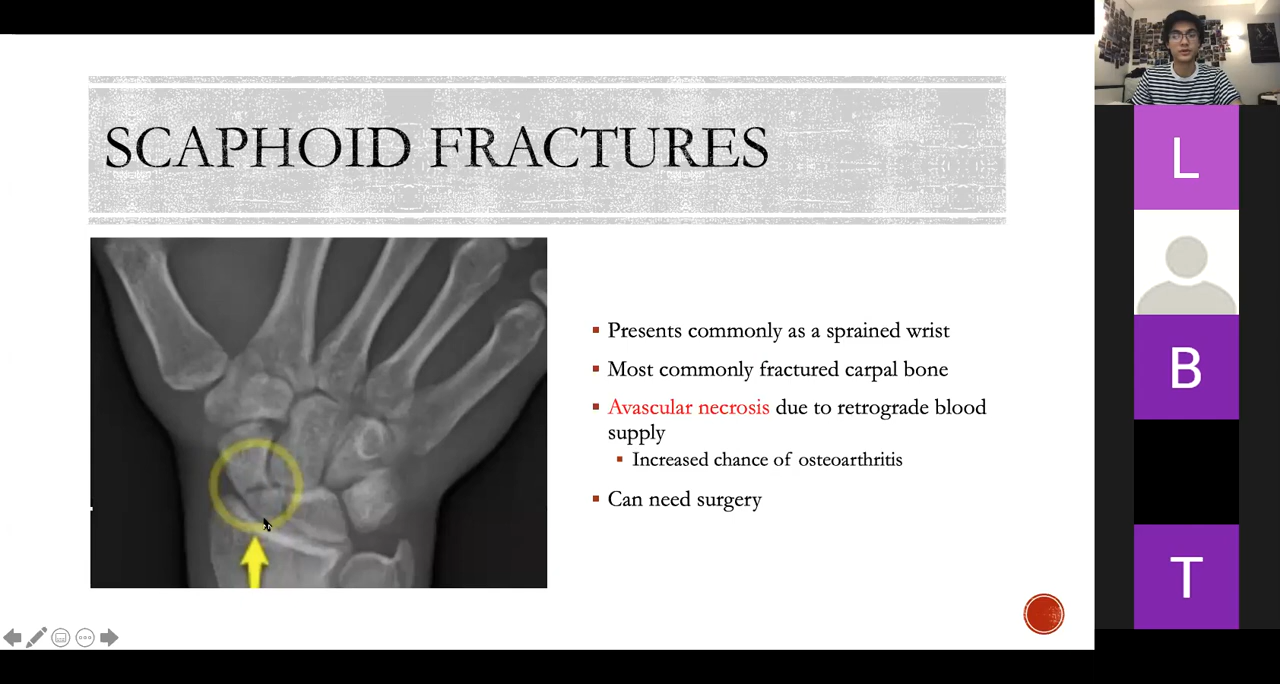 SCAPHOID FRACTURES
Presents commonly as a sprained wrist
Most commonly fractured carpal bone
Avascular necrosis due to retrograde blood
supply
Increased chance of osteoarthritis
Can need surgery
L
B
T